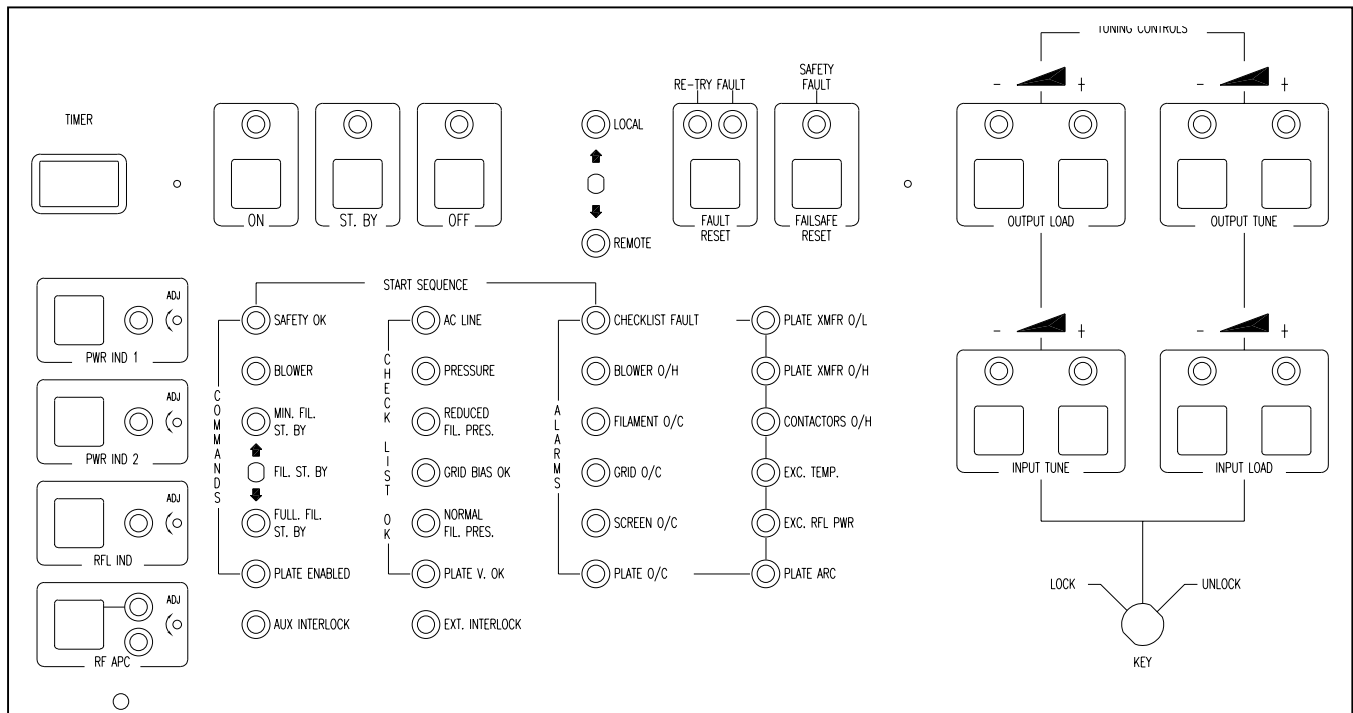 TUNING CONTROLS
- +
- +
TIMER
ON
ST. BY
OFF
LOCAL
REMOTE
RE-TRY FAULT
FAULT
RESET
SAFETY
FAULT
FAILSAFE
RESET
OUTPUT LOAD
OUTPUT TUNE
- +
- +
INPUT TUNE
INPUT LOAD
LOCK
UNLOCK
KEY
ADJ
PWR IND 1
ADJ
PWR IND 2
ADJ
RFL IND
ADJ
RF APC
START SEQUENCE
COMMANDS
SAFETY OK
BLOWER
MIN. FIL.
ST. BY
FIL. ST. BY
FULL. FIL.
ST. BY
PLATE ENABLED
AUX INTERLOCK
CHECK LIST OK
AC LINE
PRESSURE
REDUCED
FIL. PRES.
GRID BIAS OK
NORMAL
FIL. PRES.
PLATE V. OK
EXT. INTERLOCK
ALARMS
CHECKLIST FAULT
BLOWER O/H
FILAMENT O/C
GRID O/C
SCREEN O/C
PLATE O/C
PLATE XMFR O/L
PLATE XMFR O/H
CONTACTORS O/H
EXC. TEMP.
EXC. RFL PWR
PLATE ARC